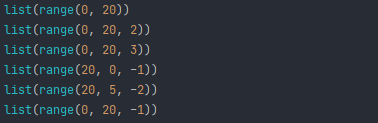 list(range(0, 20))
list(range(0, 20, 2))
list(range(0, 20, 3))
list(range(20, 0, -1))
list(range(20, 5, -2))
list(range(0, 20, -1))